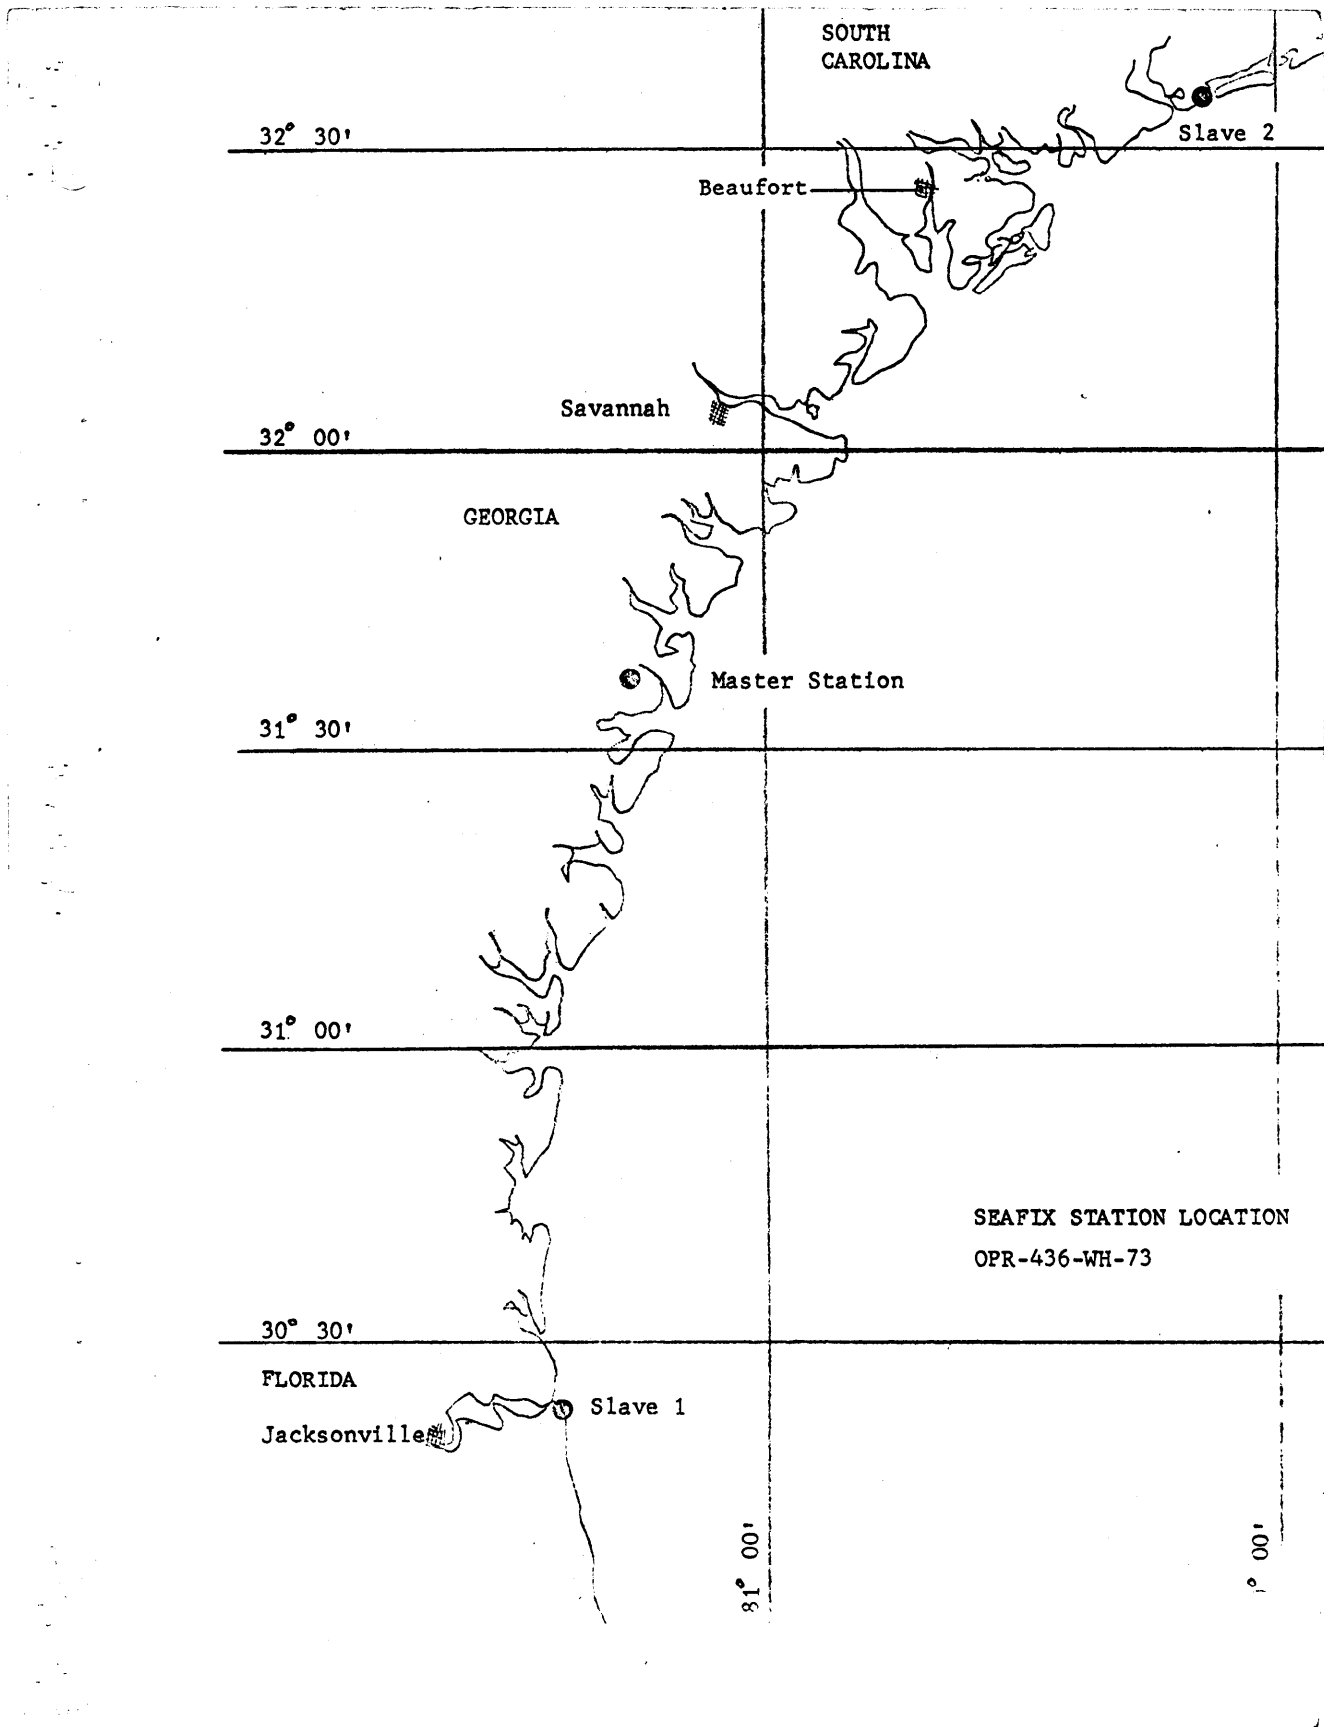 SOUTH
CAROLINA
32° 30'
Slave 2
Beaufort
Savannah
32° 00'
GEORGIA
Master Station
31° 30'
31° 00'
SEAFIX STATION LOCATION
OPR-436-WH-73
30° 30'
FLORIDA
Slave 1
Jacksonville
81° 00'
° 00'